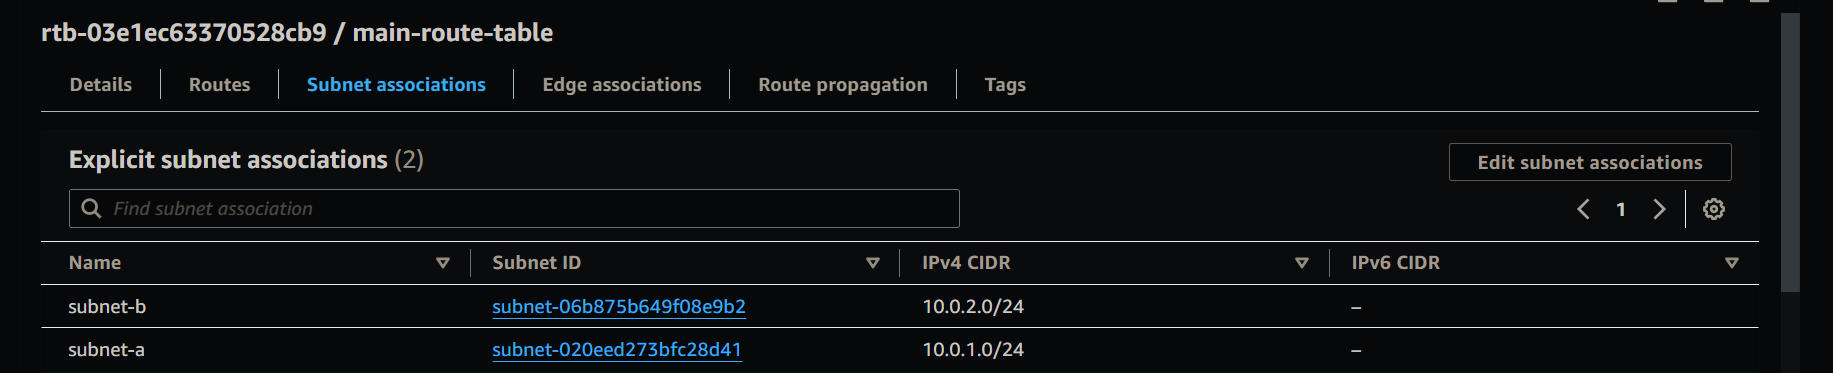 rtb-03e1ec63370528cb9 / main-route-table
Details Routes Subnet associations Edge associations Route propagation Tags
Explicit subnet associations (2)
Edit subnet associations
Find subnet association
1
Name Subnet ID IPv4 CIDR IPv6 CIDR
subnet-b subnet-06b875b649f08e9b2 10.0.2.0/24 –
subnet-a subnet-020eed273bfc28d41 10.0.1.0/24 –